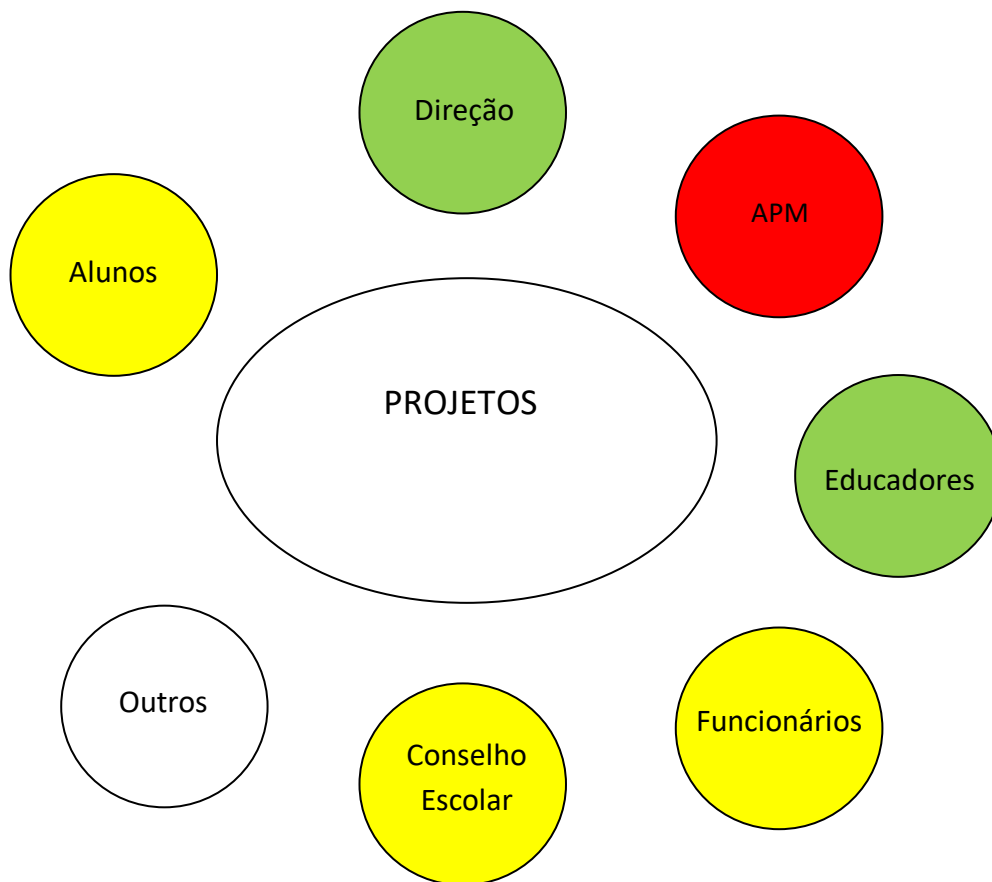 Direção
APM
Alunos
PROJETOS
Educadores
Outros
Funcionários
Conselho
Escolar